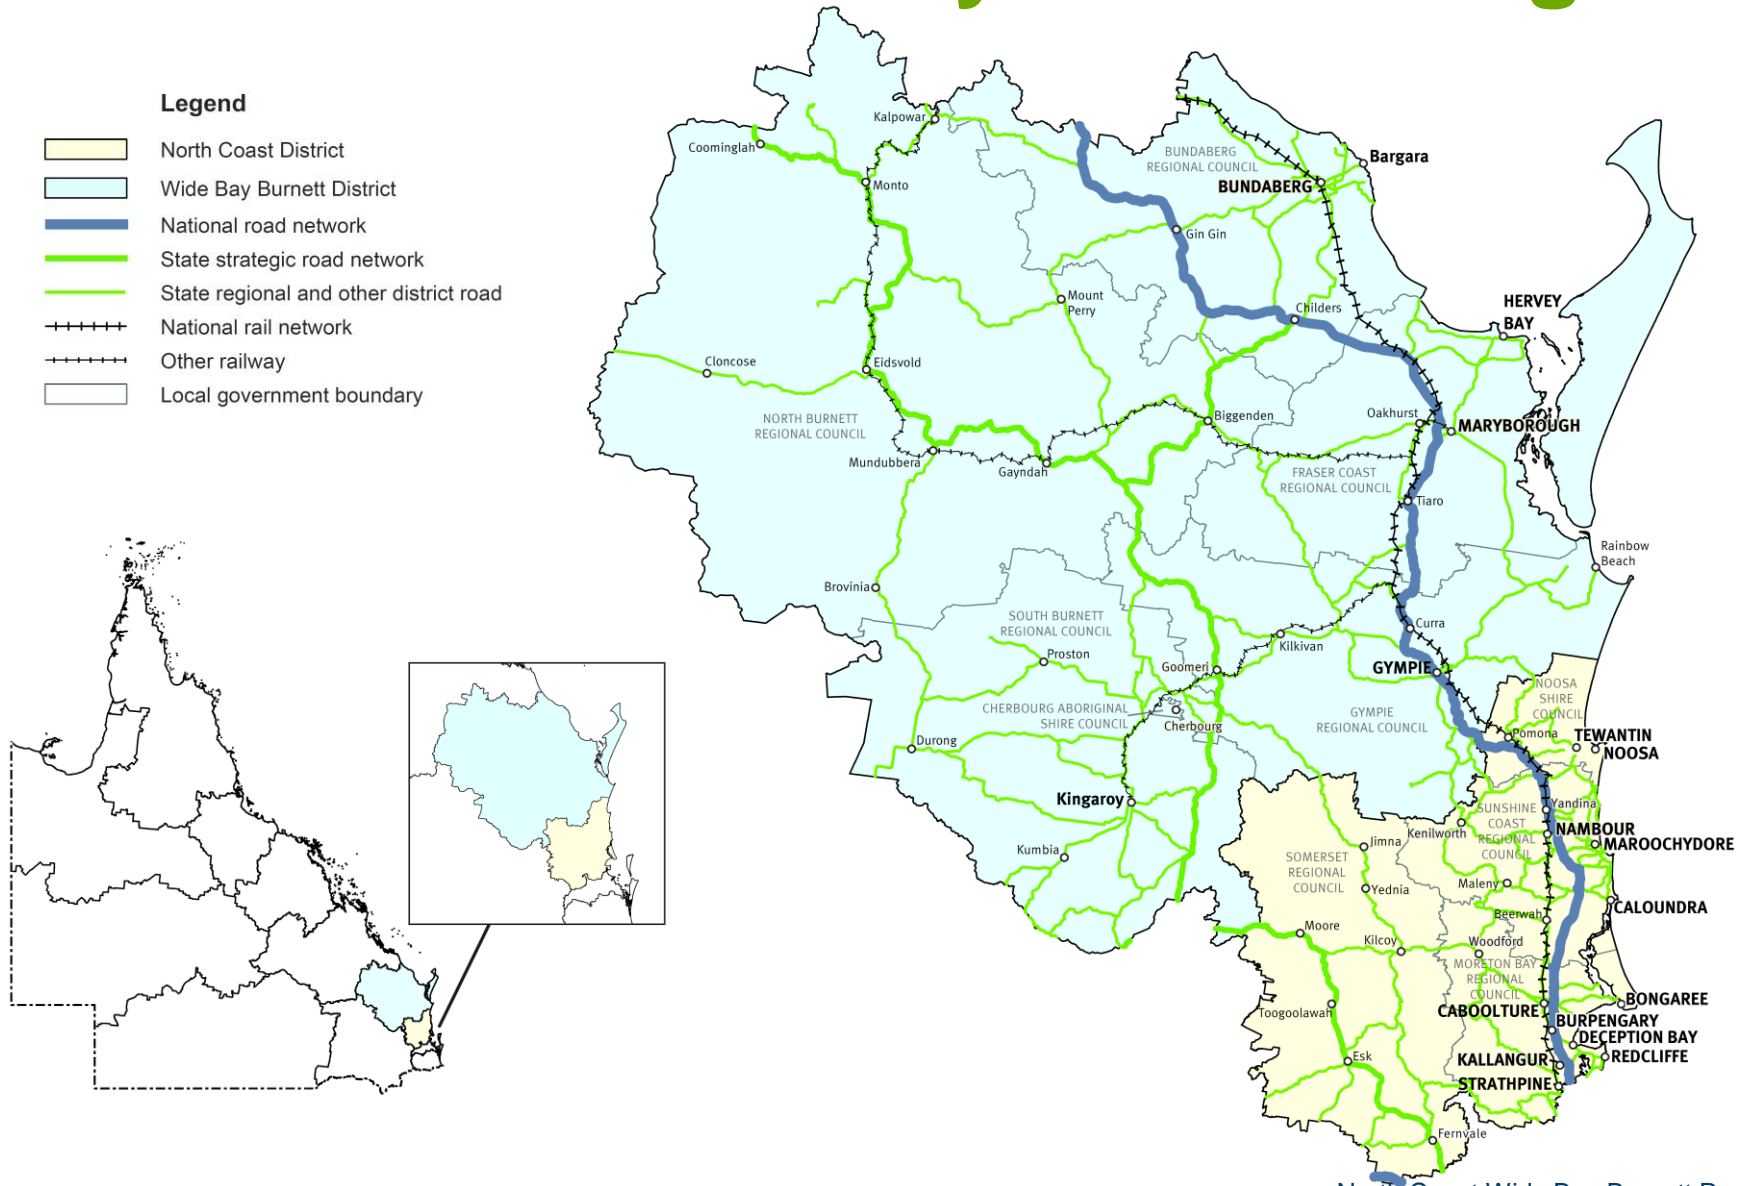 Legend
North Coast District
Wide Bay Burnett District
National road network
State strategic road network
State regional and other district road
National rail network
Other railway
Local government boundary
Kalpowar
Coominglah
Monto
BUNDABERG
REGIONAL COUNCIL
Bargara
BUNDABERG
Gin Gin
Mount
Perry
Childers
HERVEY
BAY
Cloncose
Eidsvold
NORTH BURNETT
REGIONAL COUNCIL
Biggenden
Oakhurst
MARYBOROUGH
Mundubbera
Gayndah
FRASER COAST
REGIONAL COUNCIL
Tiaro
Rainbow
Beach
Brovinia
SOUTH BURNETT
REGIONAL COUNCIL
Curra
Kilkivan
Proston
Goomeri
GYMPIE
CHERBOURG ABORIGINAL
SHIRE COUNCIL
Cherbourg
GYMPIE
REGIONAL COUNCIL
NOOSA
SHIRE
COUNCIL
Durong
Pomona
TEWANTIN
NOOSA
Kingaroy
Yandina
SUNSHINE
COAST
REGIONAL
COUNCIL
Kenilworth
NAMBOUR
MAROOCHYDORE
Kumbia
Jimna
SOMERSET
REGIONAL
COUNCIL
Yednia
Maleny
Beerwah
CALOUNDRA
Moore
Kilcoy
Woodford
MORETON BAY
REGIONAL
COUNCIL
Toogoolawah
CABOOLTURE
BONGAREE
BURPENGARY
DECEPTION BAY
REDCLIFFE
Esk
KALLANGUR
STRATHPINE
Fernvale